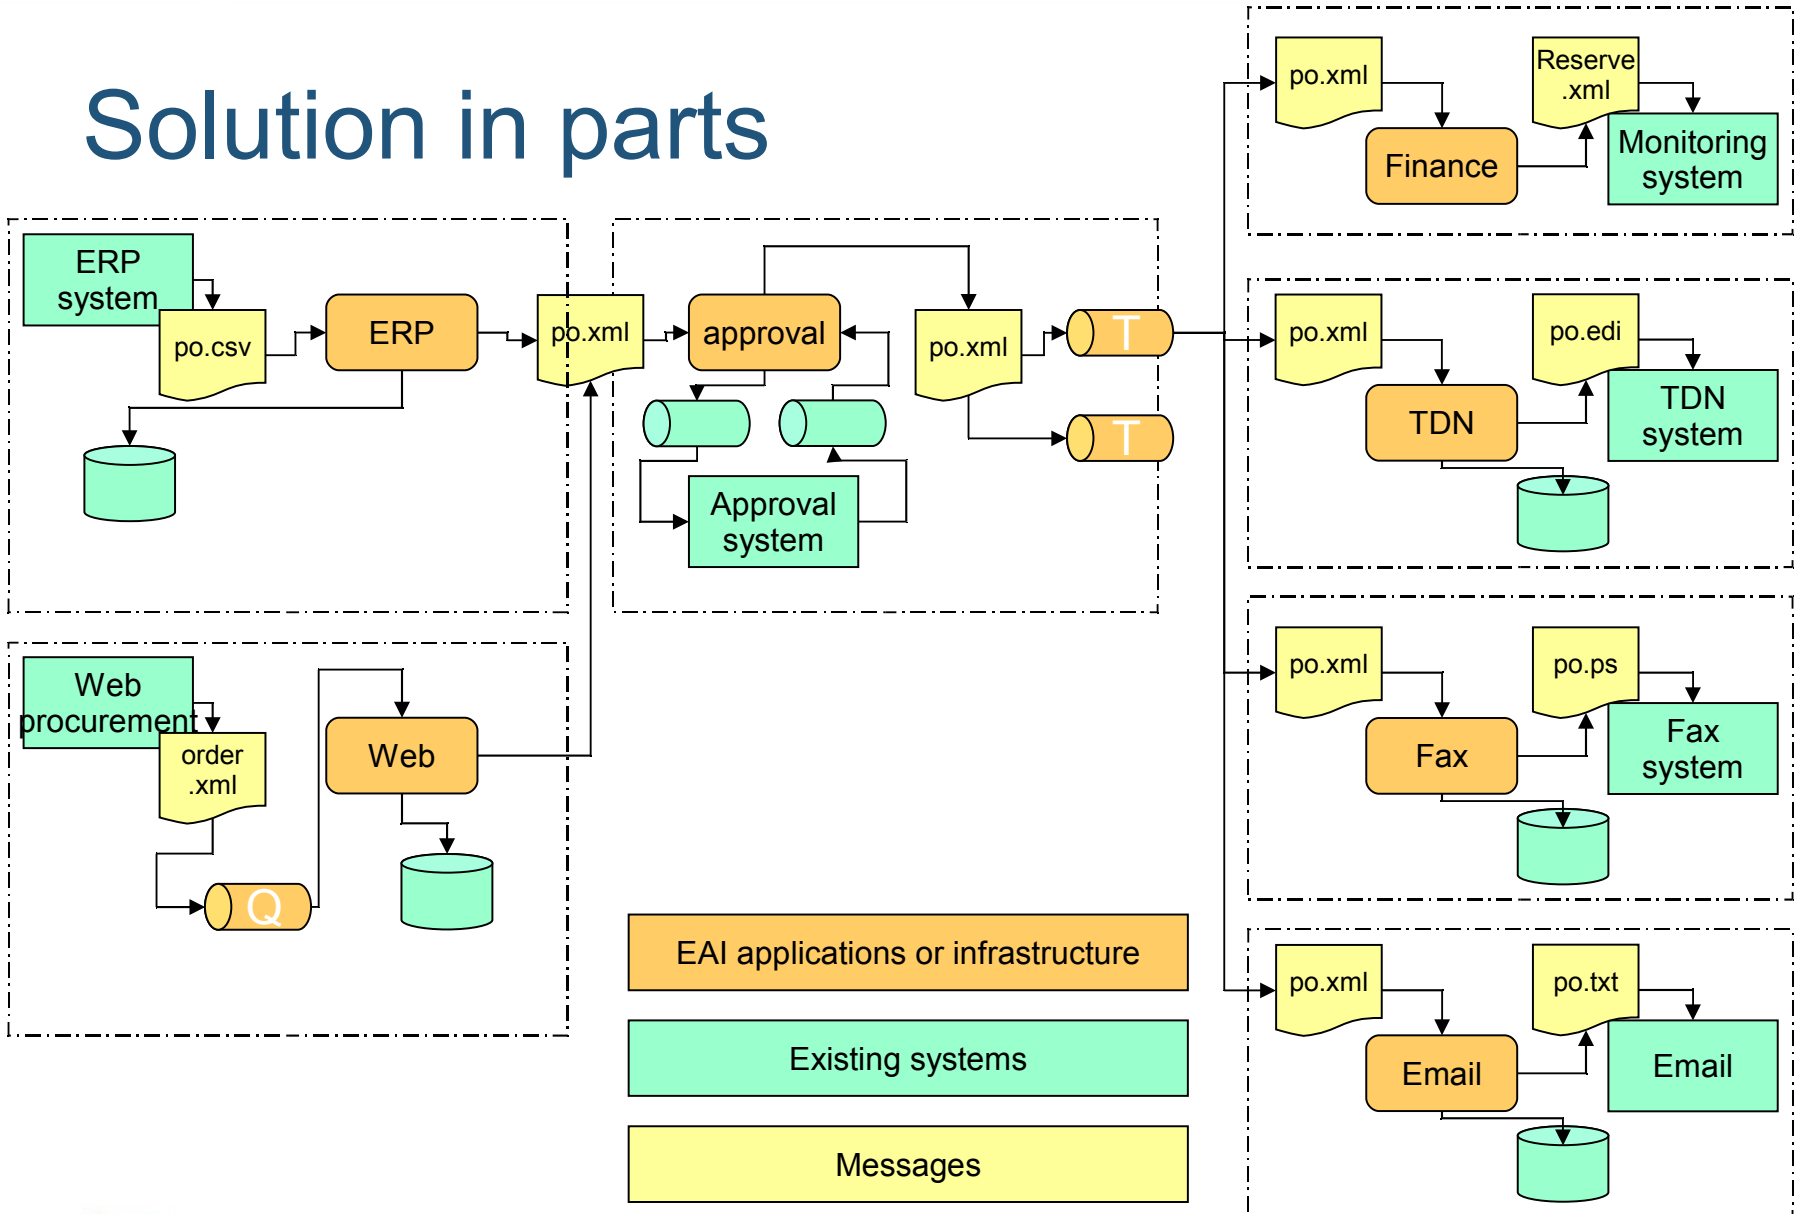 Solution in parts
ERP
system
po.csv
ERP
po.xml
approval
po.xml
T
T
Approval
system
Web
procurement
order
.xml
Q
Web
po.xml
Finance
Reserve
.xml
Monitoring
system
po.xml
TDN
po.edi
TDN
system
po.xml
Fax
po.ps
Fax
system
po.xml
Email
po.txt
Email
EAI applications or infrastructure
Existing systems
Messages